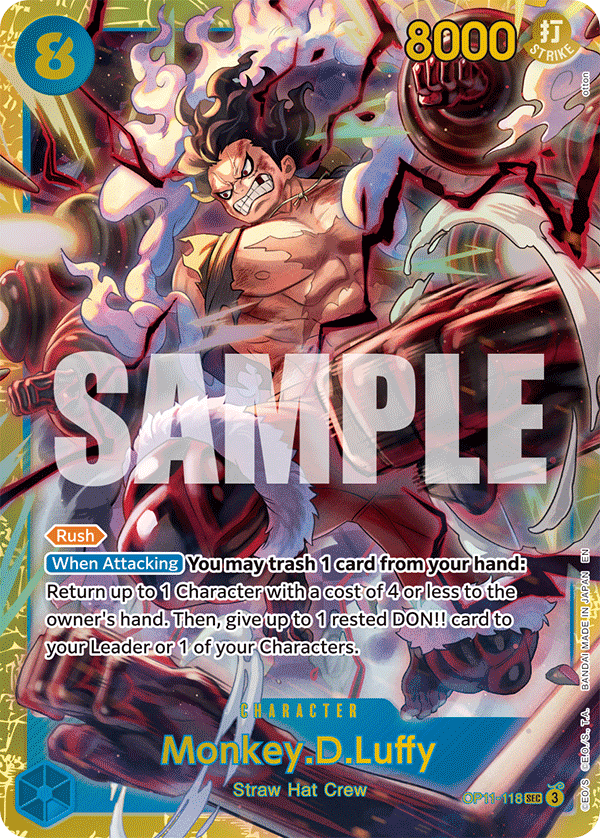 8
8000
打
STRIKE
otton
SAMPLE
Rush
When Attacking You may trash 1 card from your hand:
Return up to 1 Character with a cost of 4 or less to the
owner's hand. Then, give up to 1 rested DON!! card to
your Leader or 1 of your Characters.
CHARACTER
Monkey.D.Luffy
Straw Hat Crew
OP11-118 SEC 3
©E.O/S. ©E.O./S., T.A. BANDAI MADE IN JAPAN EN